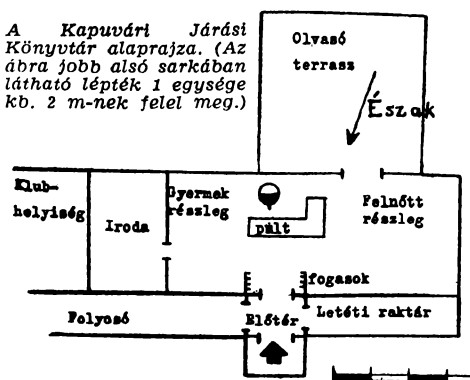 A Kapuvári Járási
Könyvtár alaprajza. (Az
ábra jobb alsó sarkában
látható lépték 1 egysége
kb. 2 m-nek felel meg.)
Olvasó
terrasz
Észak
Klub-
helyiség
Iroda
Gyermek
részleg
pult
Felnőtt
részleg
fogasok
Folyosó
Előtér
Letéti raktár